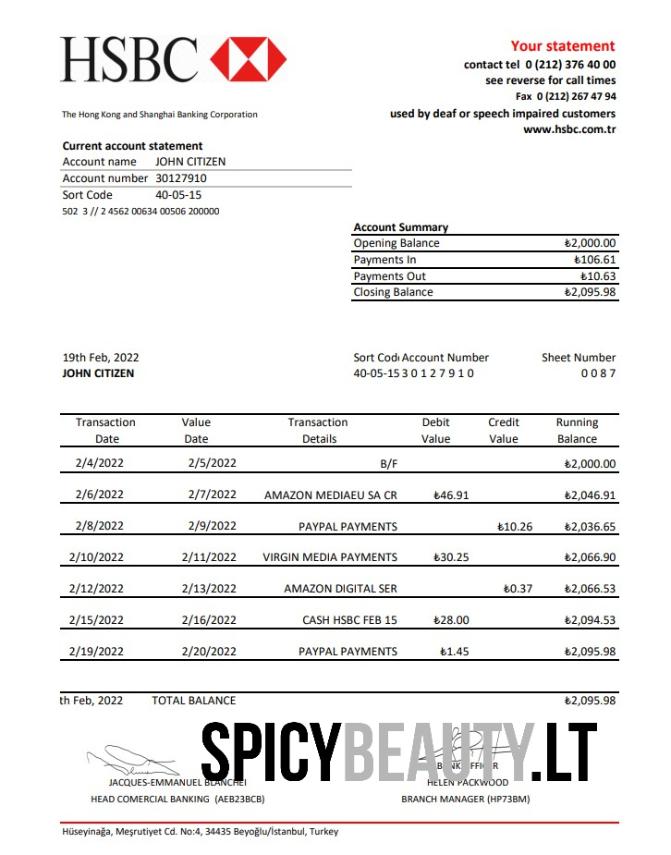 HSBC
Your statement
contact tel 0 (212) 376 40 00
see reverse for call times
Fax 0 (212) 267 47 94
used by deaf or speech impaired customers
www.hsbc.com.tr
The Hong Kong and Shanghai Banking Corporation
Current account statement
Account name JOHN CITIZEN
Account number 30127910
Sort Code 40-05-15
502 3 // 2 4562 00634 00506 200000
Account Summary
Opening Balance ₺2,000.00
Payments In ₺106.61
Payments Out ₺10.63
Closing Balance ₺2,095.98
19th Feb, 2022 Sort Codi Account Number Sheet Number
JOHN CITIZEN 40-05-15 3 0 1 2 7 9 1 0 0 0 8 7
Transaction Value Transaction Debit Credit Running
Date Date Details Value Value Balance
2/4/2022 2/5/2022 B/F ₺2,000.00
2/6/2022 2/7/2022 AMAZON MEDIAEU SA CR ₺46.91 ₺2,046.91
2/8/2022 2/9/2022 PAYPAL PAYMENTS ₺10.26 ₺2,036.65
2/10/2022 2/11/2022 VIRGIN MEDIA PAYMENTS ₺30.25 ₺2,066.90
2/12/2022 2/13/2022 AMAZON DIGITAL SER ₺0.37 ₺2,066.53
2/15/2022 2/16/2022 CASH HSBC FEB 15 ₺28.00 ₺2,094.53
2/19/2022 2/20/2022 PAYPAL PAYMENTS ₺1.45 ₺2,095.98
th Feb, 2022 TOTAL BALANCE ₺2,095.98
SPICYBEAUTY.LT
JACQUES-EMMANUEL BLANCHET HELEN PACKWOOD
HEAD COMERCIAL BANKING (AEB23BCB) BRANCH MANAGER (HP73BM)
Hüseyinağa, Meşrutiyet Cd. No:4, 34435 Beyoğlu/İstanbul, Turkey